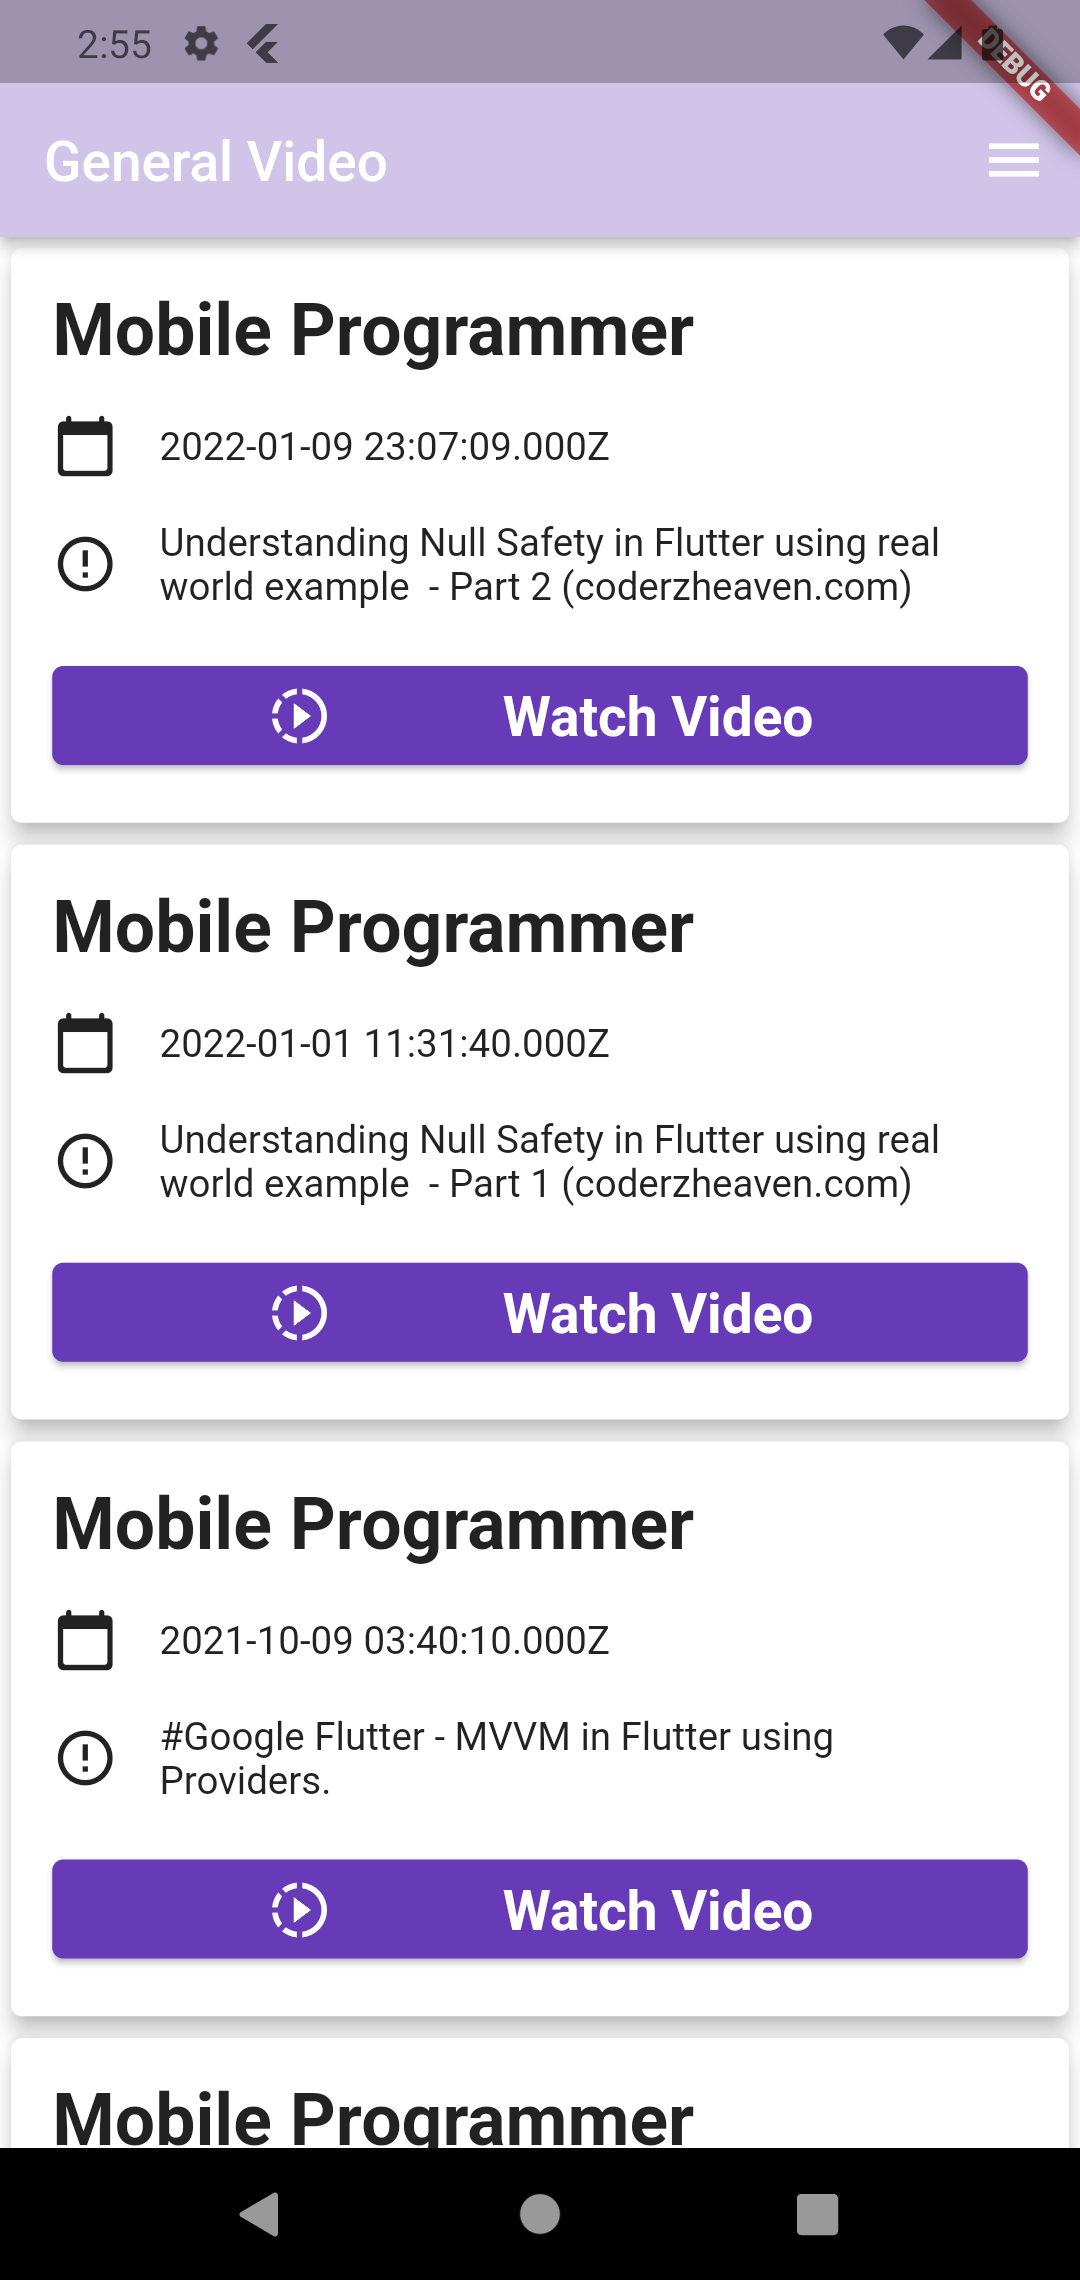 2:55
DEBUG
General Video
Mobile Programmer
2022-01-09 23:07:09.000Z
Understanding Null Safety in Flutter using real
world example  - Part 2 (coderzheaven.com)
Watch Video
Mobile Programmer
2022-01-01 11:31:40.000Z
Understanding Null Safety in Flutter using real
world example  - Part 1 (coderzheaven.com)
Watch Video
Mobile Programmer
2021-10-09 03:40:10.000Z
#Google Flutter - MVVM in Flutter using
Providers.
Watch Video
Mobile Programmer